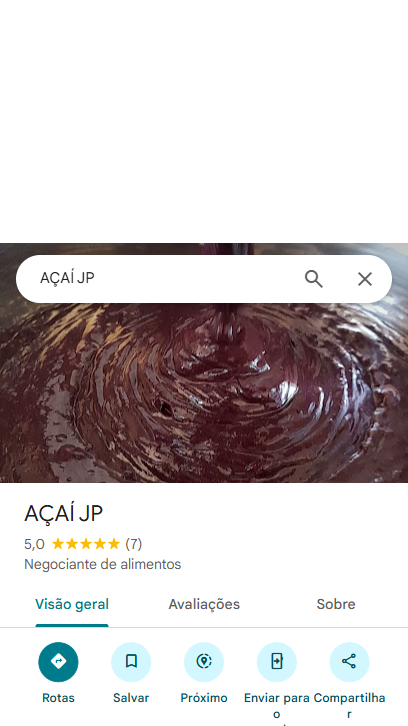 AÇAÍ JP
AÇAÍ JP
5,0 (7)
Negociante de alimentos
Visão geral Avaliações Sobre
Rotas Salvar Próximo Enviar para o Compartilhar